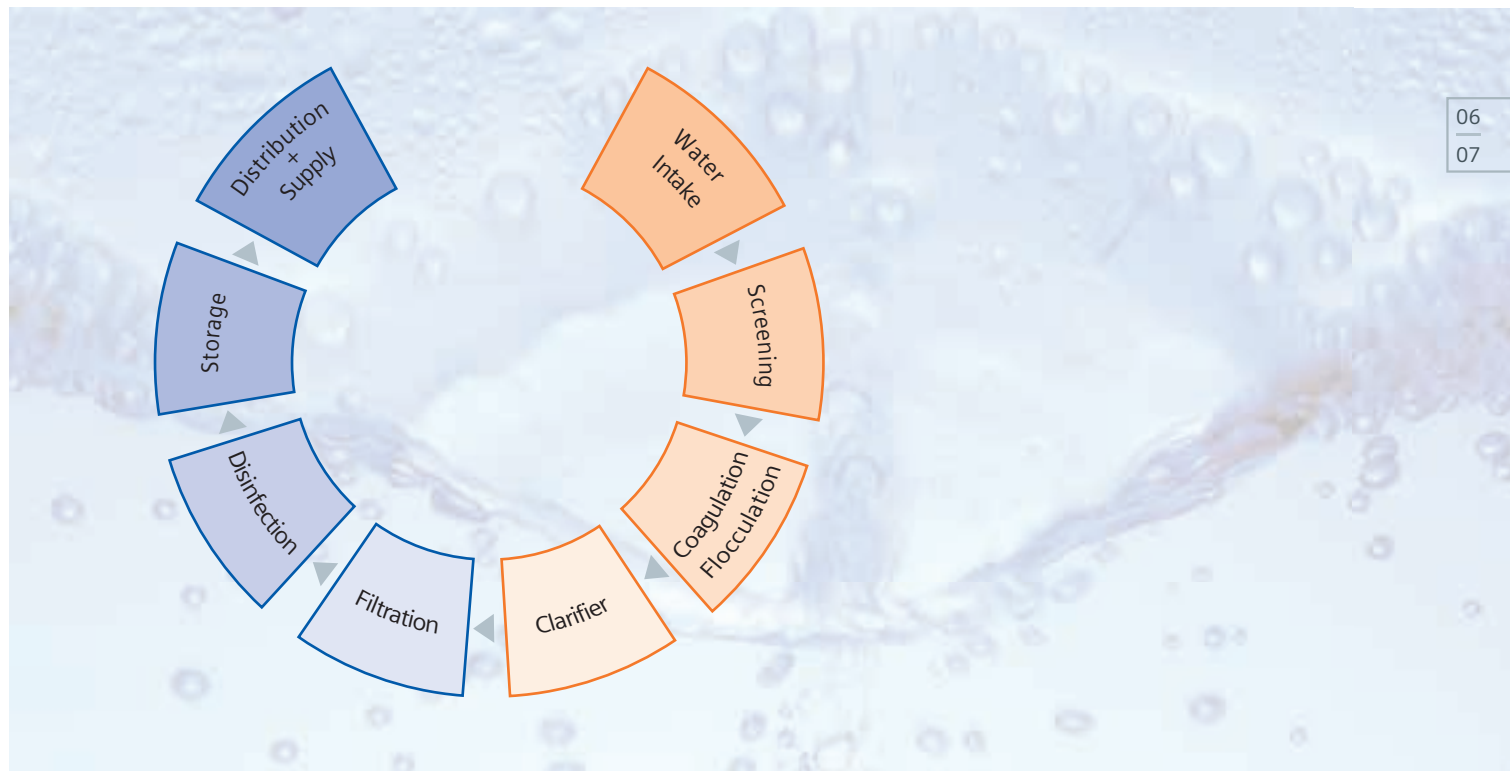 Water
Intake
Screening
Coagulation
Flocculation
Clarifier
Filtration
Disinfection
Storage
Distribution
+
Supply
06
07